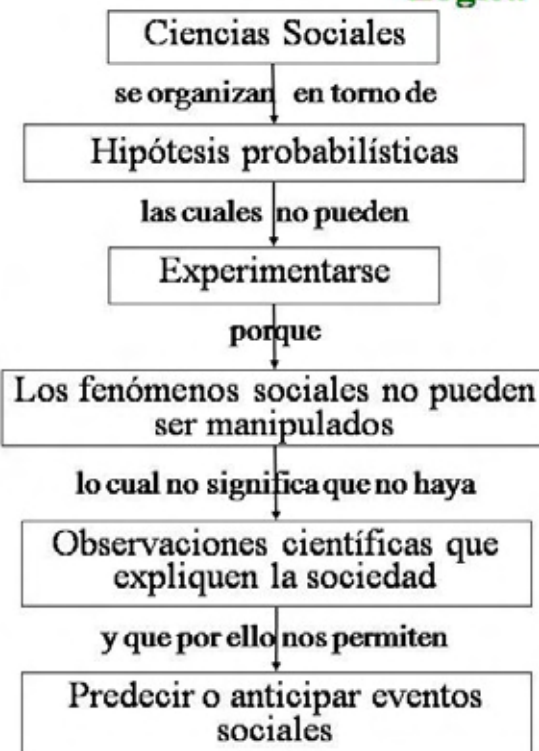 Ciencias Sociales
se organizan en torno de
Hipótesis probabilísticas
las cuales no pueden
Experimentarse
porque
Los fenómenos sociales no pueden
ser manipulados
lo cual no significa que no haya
Observaciones científicas que
expliquen la sociedad
y que por ello nos permiten
Predecir o anticipar eventos
sociales